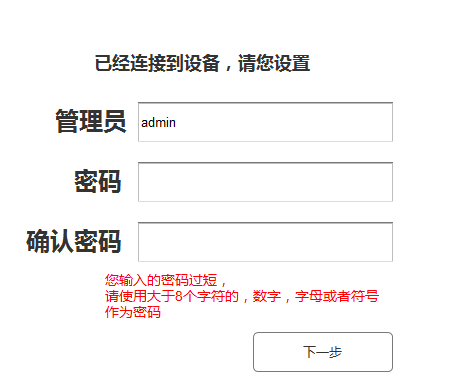 已经连接到设备，请您设置
管理员 admin
密码
确认密码
您输入的密码过短，
请使用大于8个字符的，数字，字母或者符号
作为密码
下一步